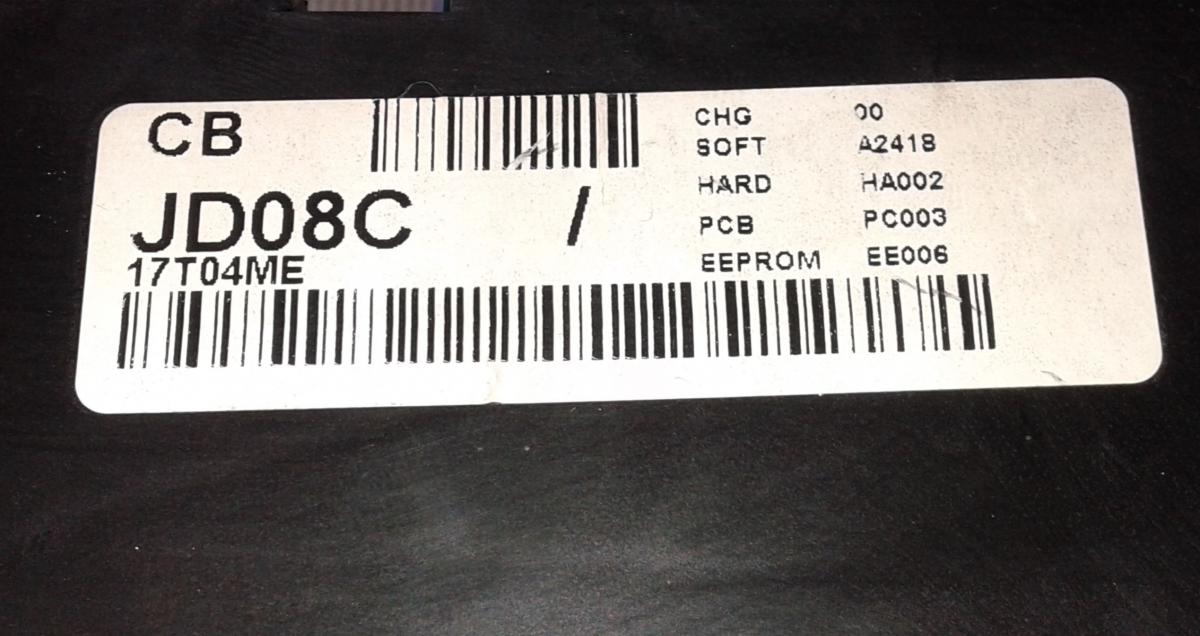 CB
JD08C /
17T04ME
CHG 00
SOFT A2418
HARD HA002
PCB PC003
EEPROM EE006